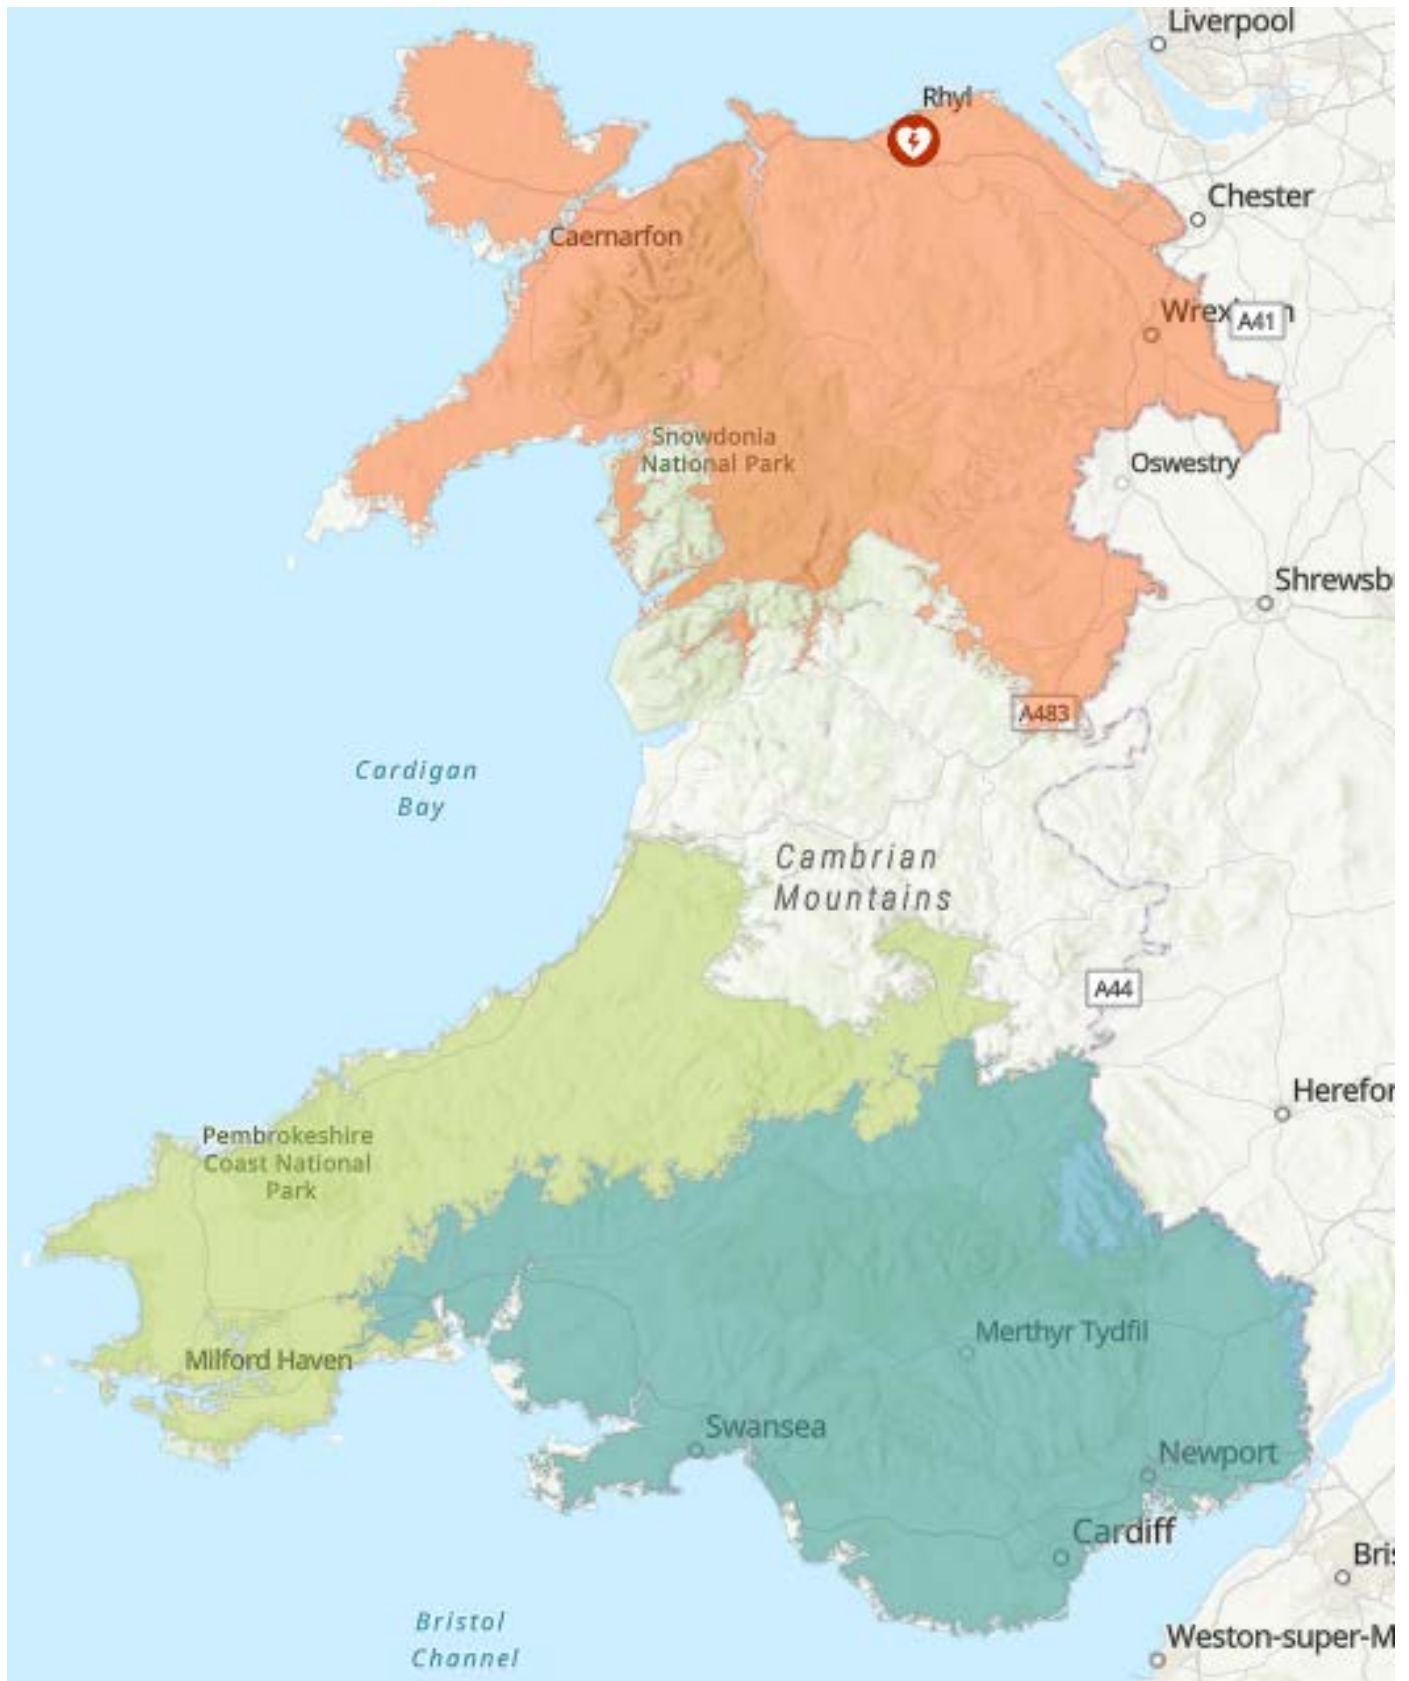 Liverpool
Rhyl
Chester
Caernarfon
A41
Snowdonia
National Park
Oswestry
Shrewsb
A483
Cardigan
Bay
Cambrian
Mountains
A44
Herefor
Pembrokeshire
Coast National
Park
Merthyr Tydfil
Milford Haven
Swansea
Newport
Cardiff
Bris
Bristol
Channel
Weston-super-M